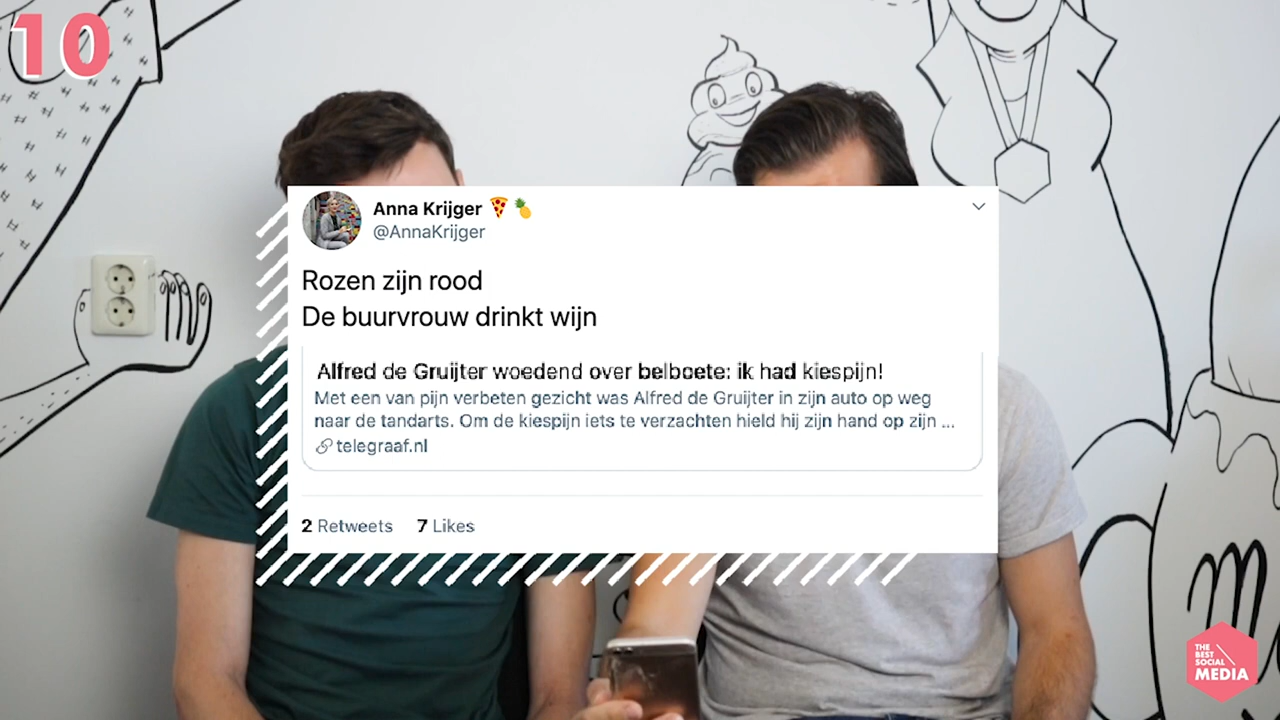 10
Anna Krijger 🍕🍍
@AnnaKrijger
Rozen zijn rood
De buurvrouw drinkt wijn
Alfred de Gruijter woedend over belboete: ik had kiespijn!
Met een van pijn verbeten gezicht was Alfred de Gruijter in zijn auto op weg
naar de tandarts. Om de kiespijn iets te verzachten hield hij zijn hand op zijn ...
telegraaf.nl
2 Retweets 7 Likes
THE
BEST
SOCIAL
MEDIA